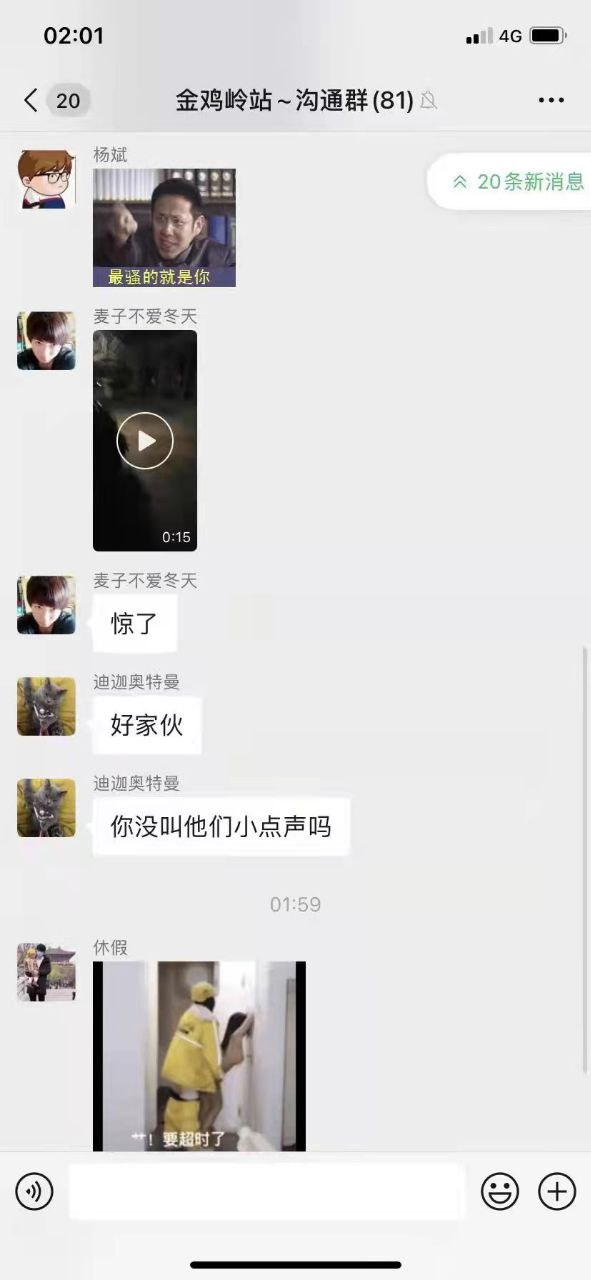 02:01
4G
20
金鸡岭站~沟通群(81)
杨斌
20条新消息
最骚的就是你
麦子不爱冬天
0:15
麦子不爱冬天
惊了
迪迦奥特曼
好家伙
迪迦奥特曼
你没叫他们小点声吗
01:59
休假
艹！要超时了